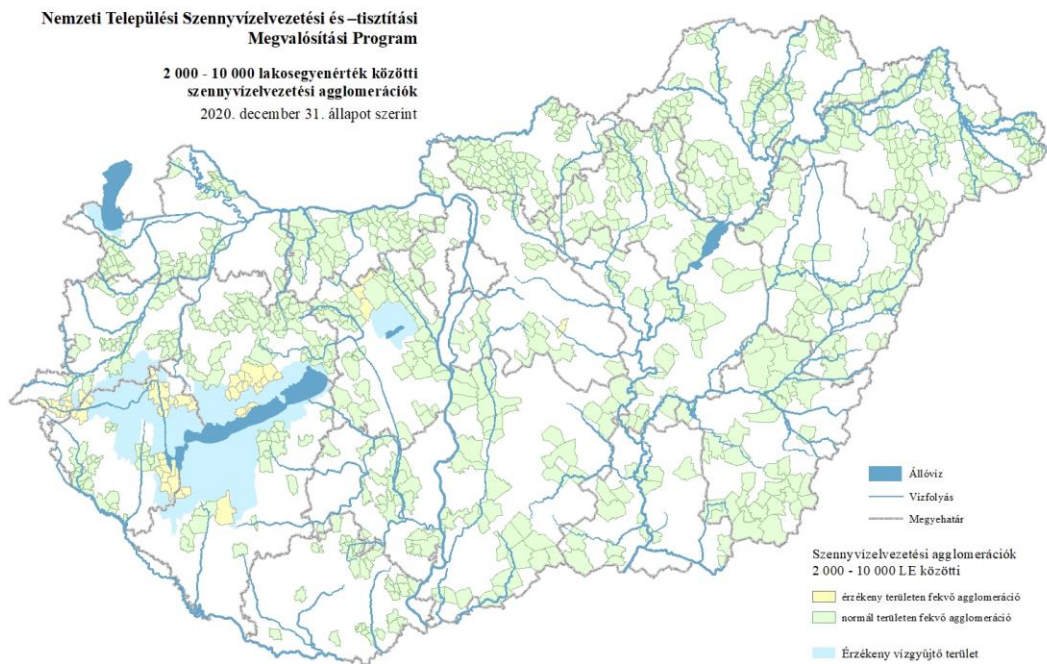 Nemzeti Települési Szennyvízelvezetési és –tisztítási
Megvalósítási Program
2 000 - 10 000 lakosegyenérték közötti
szennyvízelvezetési agglomerációk
2020. december 31. állapot szerint
Állóvíz
Vízfolyás
Megyehatár
Szennyvízelvezetési agglomerációk
2 000 - 10 000 LE közötti
érzékeny területen fekvő agglomeráció
normál területen fekvő agglomeráció
Érzékeny vízgyűjtő terület